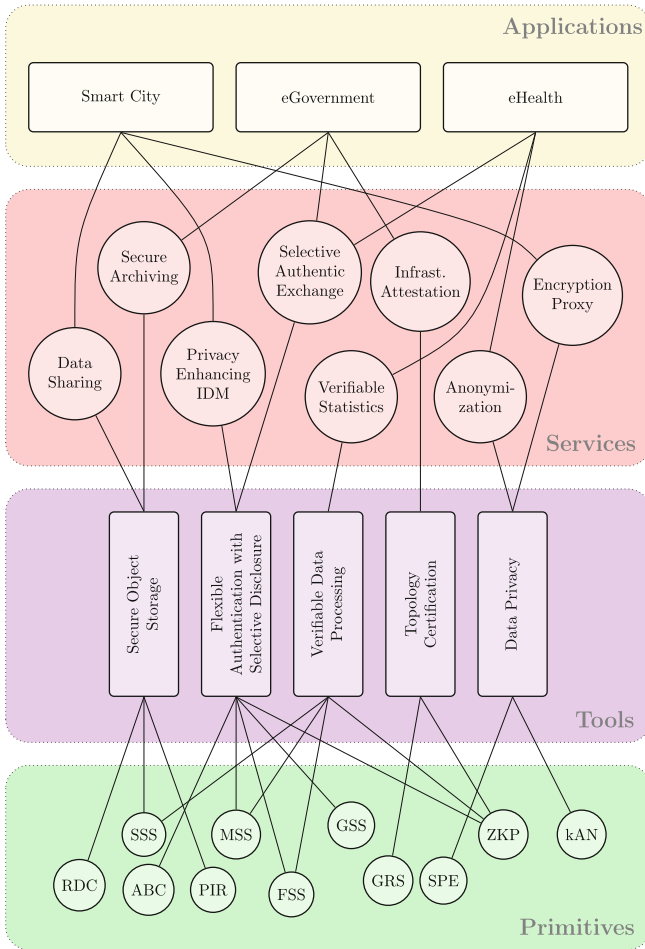 Applications
Smart City
eGovernment
eHealth
Secure
Archiving
Selective
Authentic
Exchange
Infrast.
Attestation
Encryption
Proxy
Data
Sharing
Privacy
Enhancing
IDM
Verifiable
Statistics
Anonymi-
zation
Services
Secure Object
Storage
Flexible
Authentication with
Selective Disclosure
Verifiable Data
Processing
Topology
Certification
Data Privacy
Tools
SSS
MSS
GSS
ZKP
kAN
RDC
ABC
PIR
FSS
GRS
SPE
Primitives